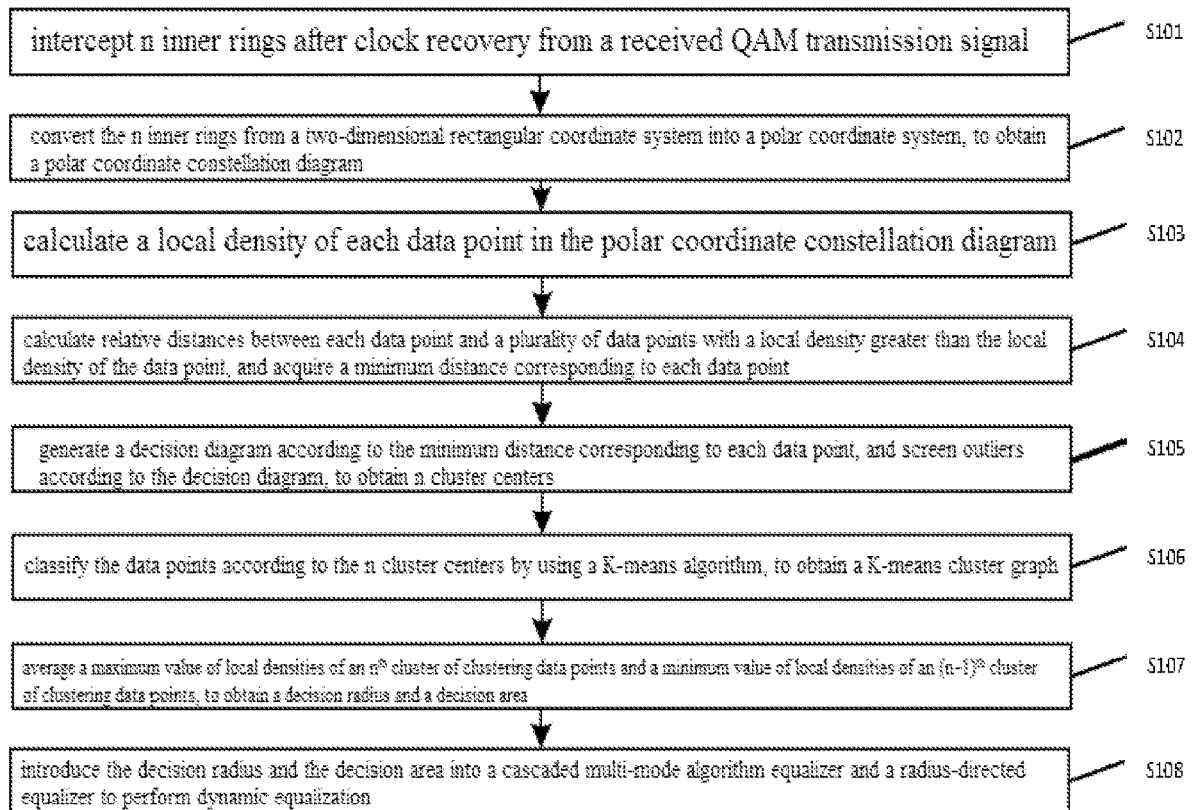 intercept n inner rings after clock recovery from a received QAM transmission signal
S101
convert the n inner rings from a two-dimensional rectangular coordinate system into a polar coordinate system, to obtain
a polar coordinate constellation diagram
S102
calculate a local density of each data point in the polar coordinate constellation diagram
S103
calculate relative distances between each data point and a plurality of data points with a local density greater than the local
density of the data point, and acquire a minimum distance corresponding to each data point
S104
generate a decision diagram according to the minimum distance corresponding to each data point, and screen outliers
according to the decision diagram, to obtain n cluster centers
S105
classify the data points according to the n cluster centers by using a K-means algorithm, to obtain a K-means cluster graph
S106
average a maximum value of local densities of an nᵗʰ cluster of clustering data points and a minimum value of local densities of an (n-1)ᵗʰ cluster
of clustering data points, to obtain a decision radius and a decision area
S107
introduce the decision radius and the decision area into a cascaded multi-mode algorithm equalizer and a radius-directed
equalizer to perform dynamic equalization
S108